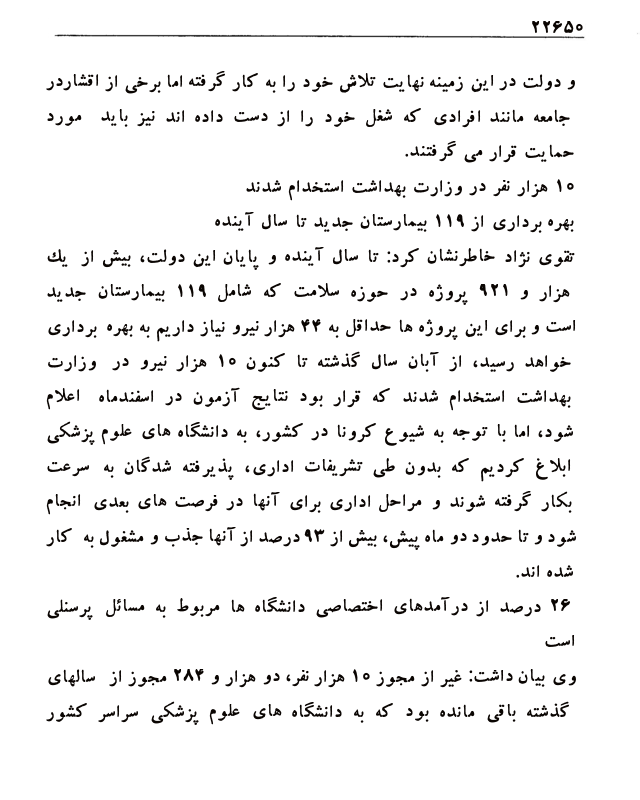 ۲۲۶۵۰
و دولت در این زمینه نهایت تلاش خود را به کار گرفته اما برخی از اقشاردر
جامعه مانند افرادی که شغل خود را از دست داده اند نیز باید مورد
حمایت قرار می گرفتند.
۱۰ هزار نفر در وزارت بهداشت استخدام شدند
بهره برداری از ۱۱۹ بیمارستان جدید تا سال آینده
تقوی نژاد خاطرنشان کرد: تا سال آینده و پایان این دولت، بیش از یك
هزار و ۹۲۱ پروژه در حوزه سلامت که شامل ۱۱۹ بیمارستان جدید
است و برای این پروژه ها حداقل به ۴۴ هزار نیرو نیاز داریم به بهره برداری
خواهد رسید، از آبان سال گذشته تا کنون ۱۰ هزار نیرو در وزارت
بهداشت استخدام شدند که قرار بود نتایج آزمون در اسفندماه اعلام
شود، اما با توجه به شیوع کرونا در کشور، به دانشگاه های علوم پزشکی
ابلاغ کردیم که بدون طی تشریفات اداری، پذیرفته شدگان به سرعت
بکار گرفته شوند و مراحل اداری برای آنها در فرصت های بعدی انجام
شود و تا حدود دو ماه پیش، بیش از ۹۳ درصد از آنها جذب و مشغول به کار
شده اند.
۲۶ درصد از درآمدهای اختصاصی دانشگاه ها مربوط به مسائل پرسنلی
است
وی بیان داشت: غیر از مجوز ۱۰ هزار نفر، دو هزار و ۲۸۴ مجوز از سالهای
گذشته باقی مانده بود که به دانشگاه های علوم پزشکی سراسر کشور